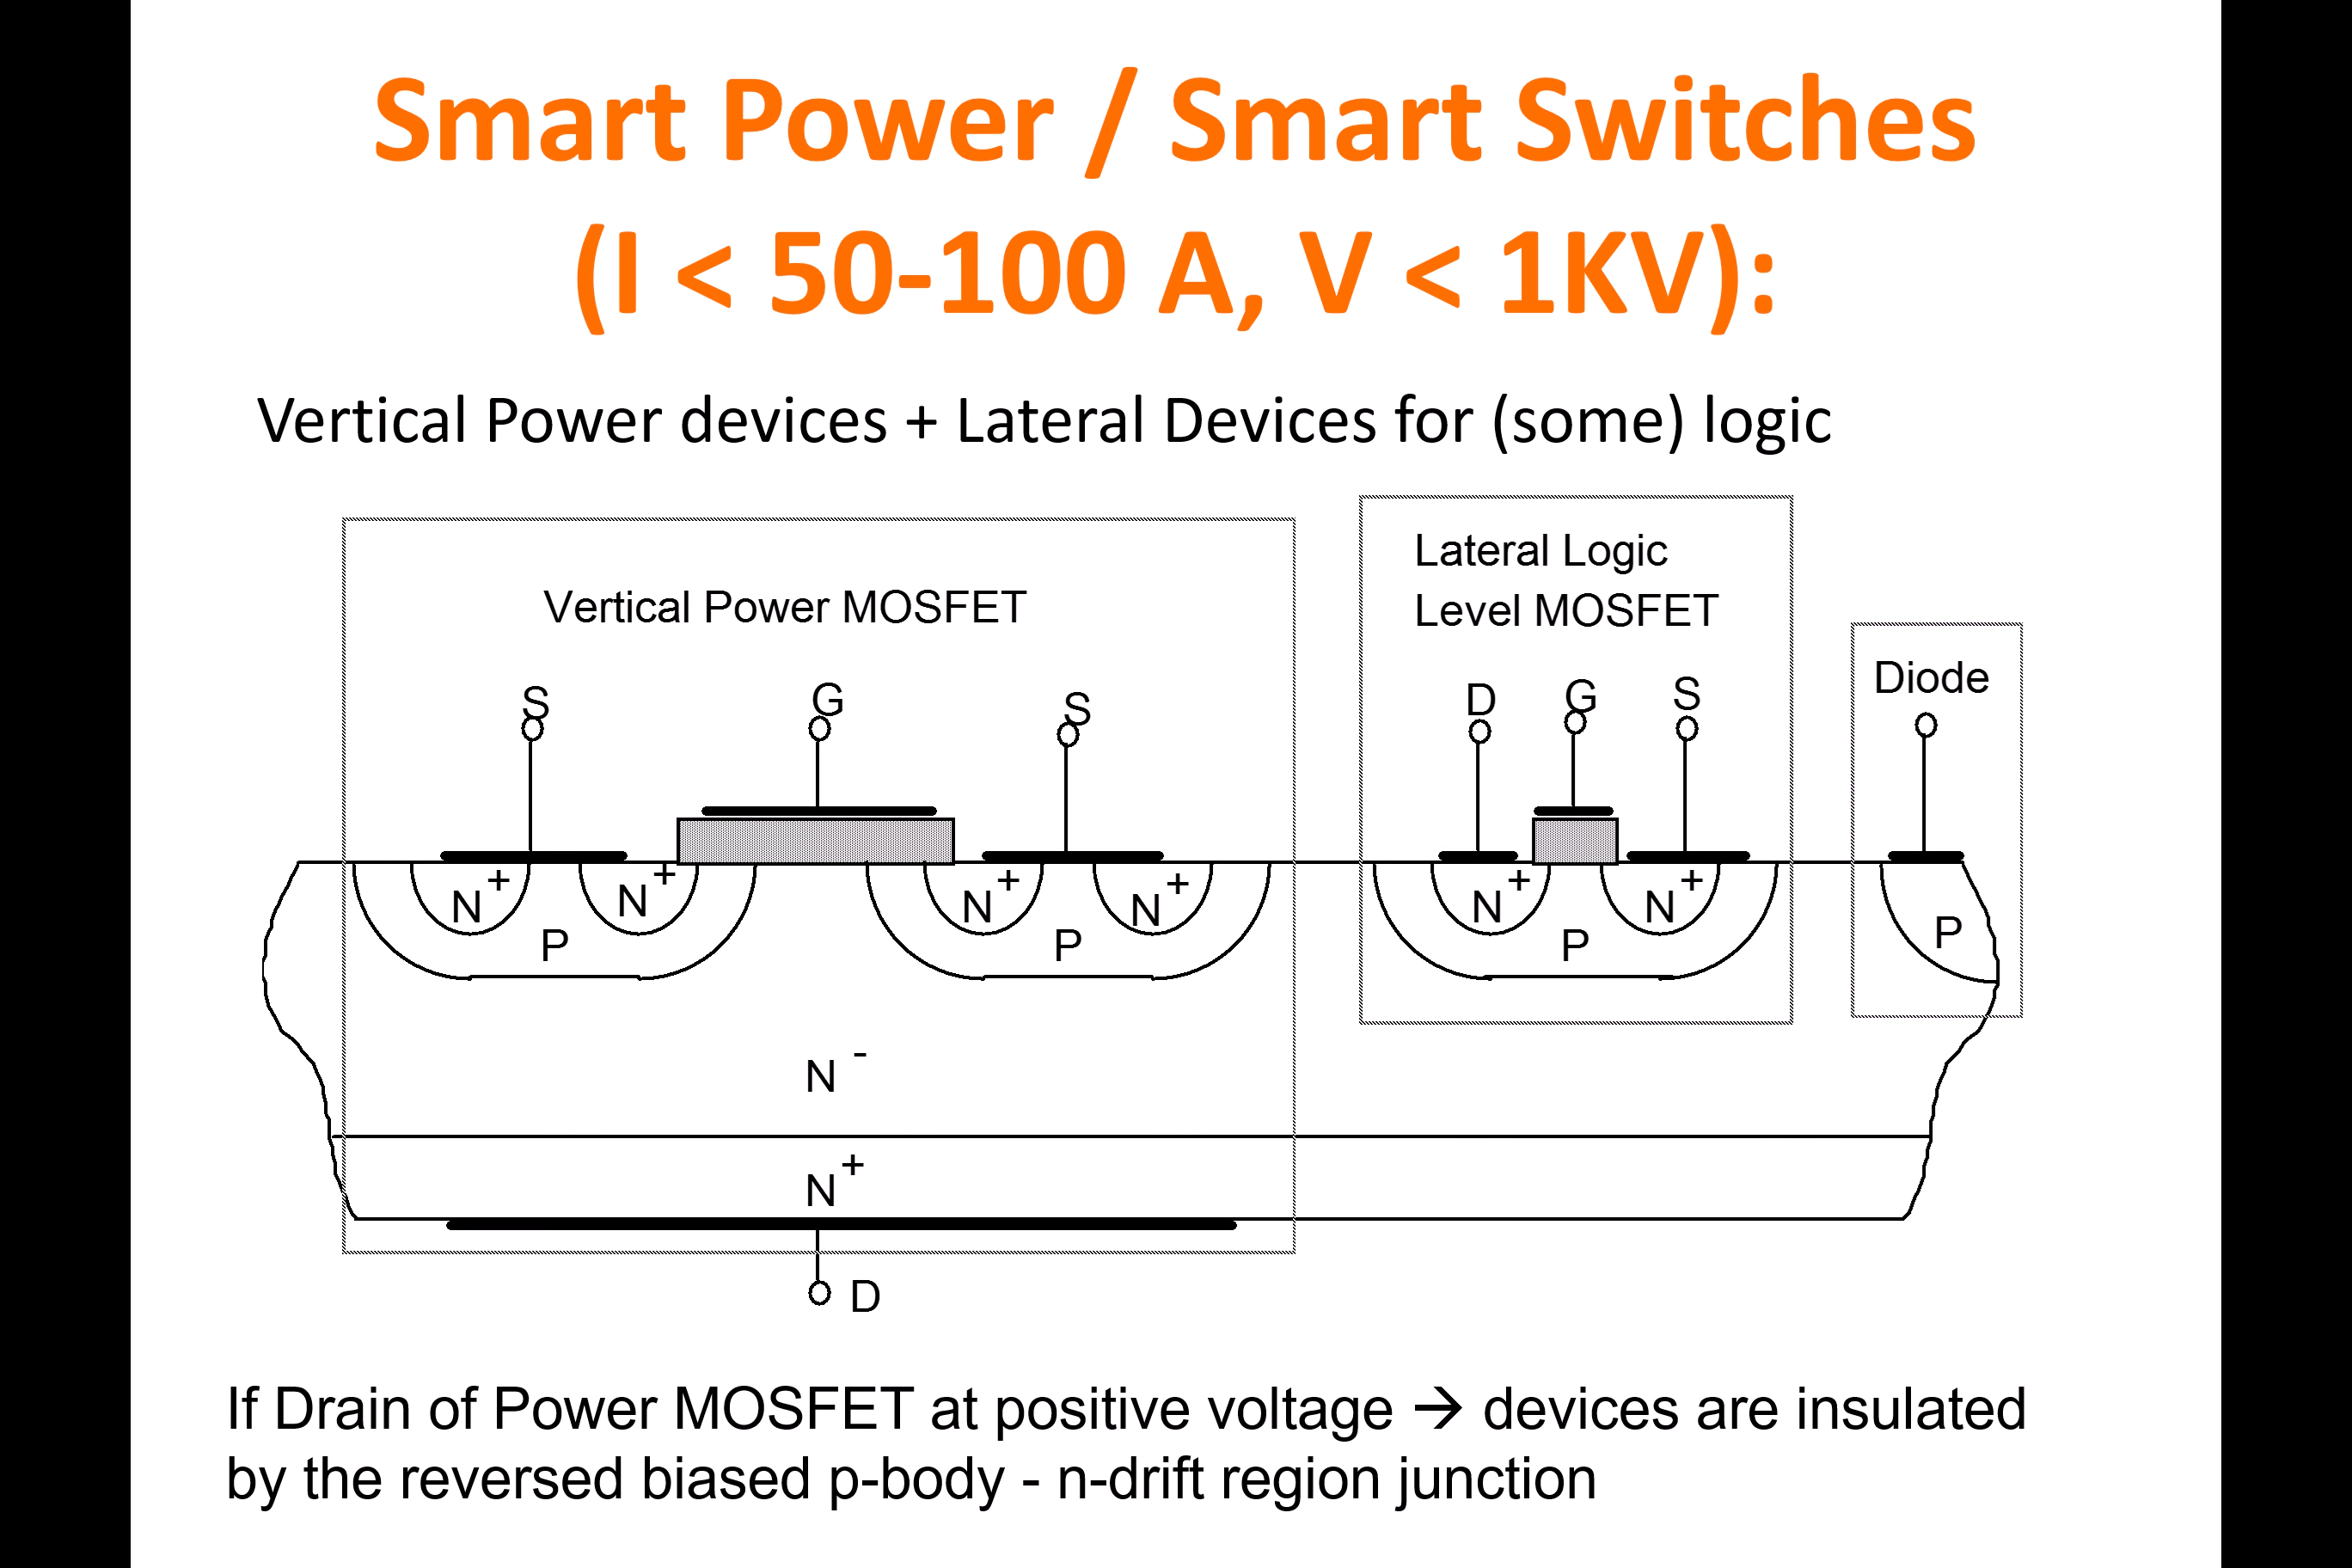 Smart Power / Smart Switches
(I < 50-100 A, V < 1KV):
Vertical Power devices + Lateral Devices for (some) logic
Vertical Power MOSFET
Lateral Logic
Level MOSFET
Diode
S G S D G S
N+ N+ N+ N+ N+ N+
P P P P
N-
N+
D
If Drain of Power MOSFET at positive voltage → devices are insulated
by the reversed biased p-body - n-drift region junction